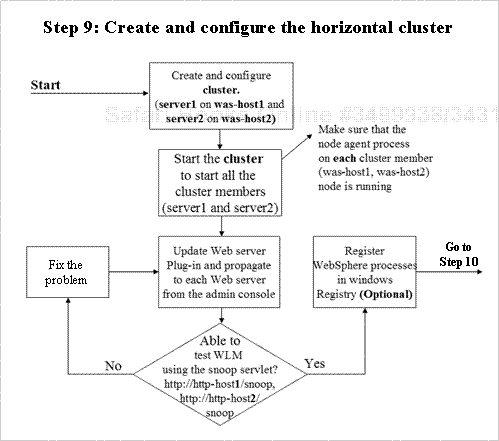 Step 9: Create and configure the horizontal cluster
Start
Create and configure
cluster.
(server1 on was-host1 and
server2 on was-host2)
Make sure that the
node agent process
on each cluster member
(was-host1, was-host2)
node is running
Start the cluster
to start all the
cluster members
(server1 and server2)
Fix the
problem
Update Web server
Plug-in and propagate
to each Web server
from the admin console
Register
WebSphere processes
in windows
Registry (Optional)
Go to
Step 10
No
Able to
test WLM
using the snoop servlet?
http://http-host1/snoop,
http://http-host2/
snoop
Yes